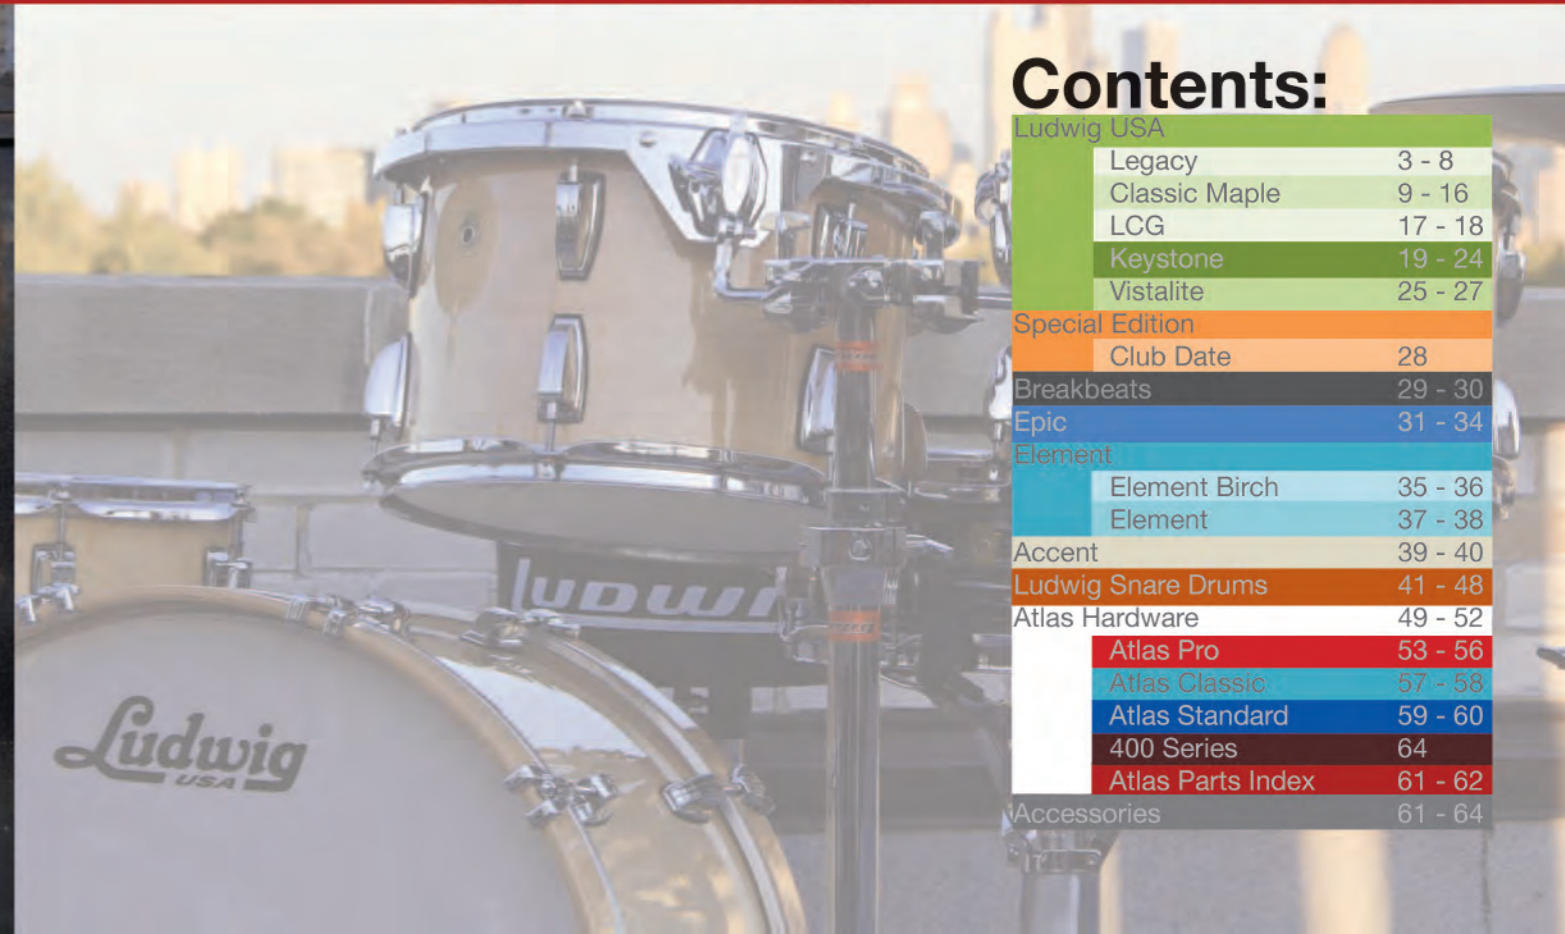 Contents:
Ludwig USA
Legacy 3 - 8
Classic Maple 9 - 16
LCG 17 - 18
Keystone 19 - 24
Vistalite 25 - 27
Special Edition
Club Date 28
Breakbeats 29 - 30
Epic 31 - 34
Element
Element Birch 35 - 36
Element 37 - 38
Accent 39 - 40
Ludwig Snare Drums 41 - 48
Atlas Hardware 49 - 52
Atlas Pro 53 - 56
Atlas Classic 57 - 58
Atlas Standard 59 - 60
400 Series 64
Atlas Parts Index 61 - 62
Accessories 61 - 64
LUDWI
Ludwig
USA